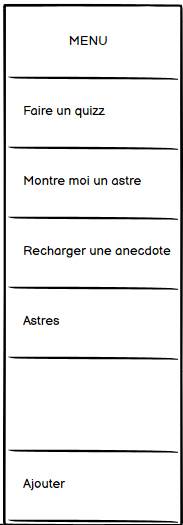 MENU
Faire un quizz
Montre moi un astre
Recharger une anecdote
Astres
Ajouter